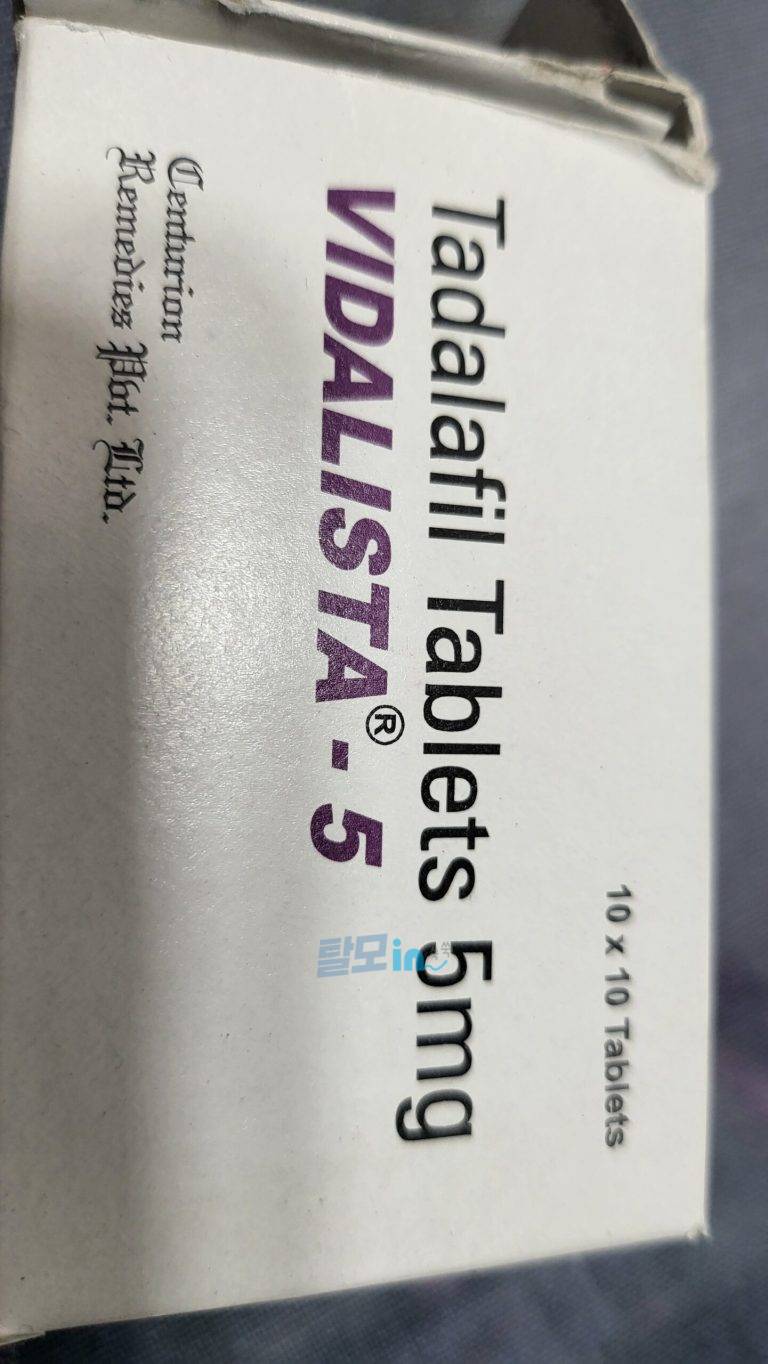 10 x 10 Tablets
Tadalafil Tablets 5mg
VIDALISTA® - 5
탈모in
Centurion
Remedies Pvt. Ltd.